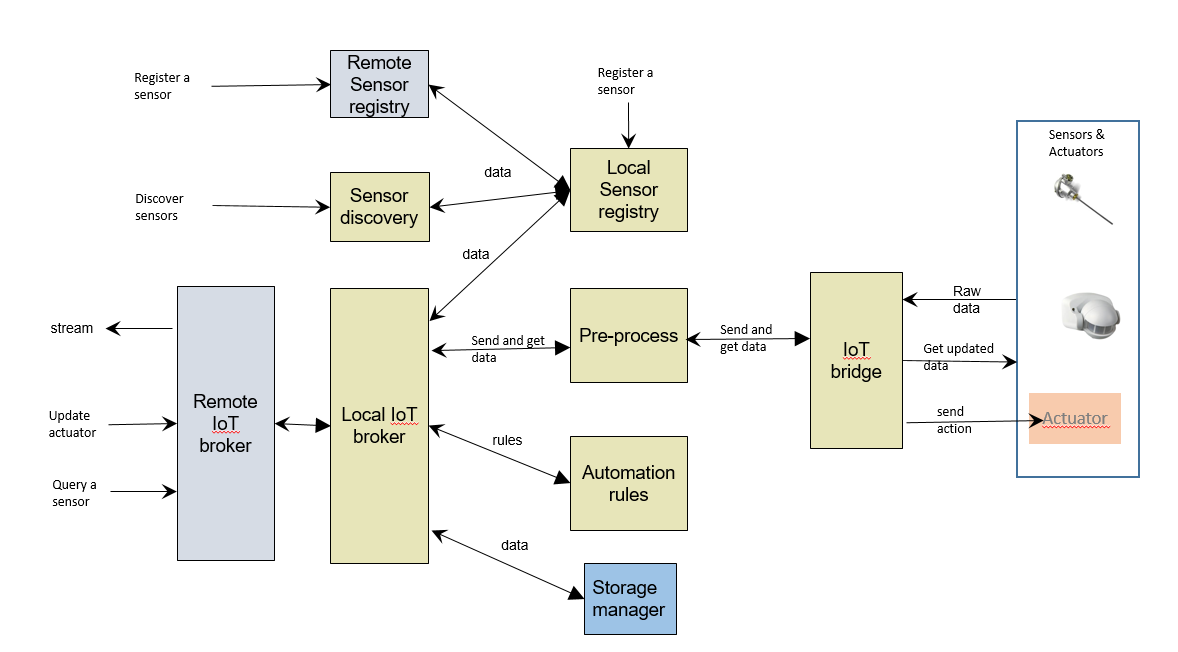 Register a
sensor
Remote
Sensor
registry
Register a
sensor
Sensors &
Actuators
Local
Sensor
registry
data
Discover
sensors
Sensor
discovery
data
stream
Update
actuator
Query a
sensor
Remote
IoT
broker
Local IoT
broker
Send and get
data
Pre-process
Send and
get data
IoT
bridge
Raw
data
Get updated
data
send
action
Actuator
rules
Automation
rules
data
Storage
manager